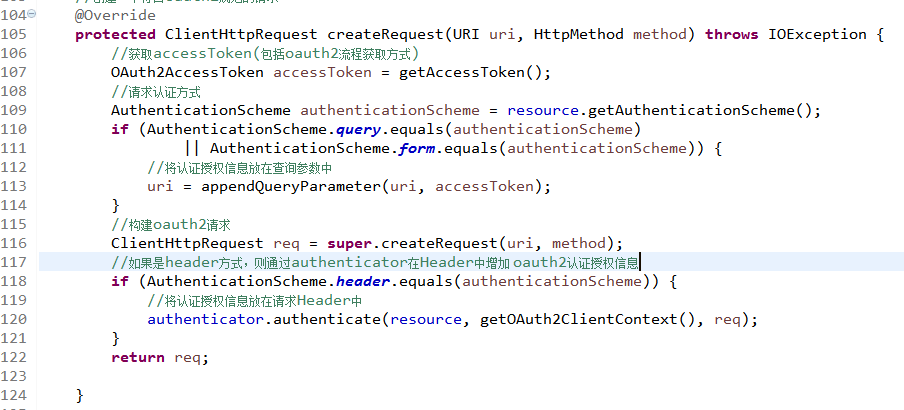 104 @Override
105 protected ClientHttpRequest createRequest(URI uri, HttpMethod method) throws IOException {
106 //获取accessToken(包括oauth2流程获取方式)
107 OAuth2AccessToken accessToken = getAccessToken();
108 //请求认证方式
109 AuthenticationScheme authenticationScheme = resource.getAuthenticationScheme();
110 if (AuthenticationScheme.query.equals(authenticationScheme)
111 || AuthenticationScheme.form.equals(authenticationScheme)) {
112 //将认证授权信息放在查询参数中
113 uri = appendQueryParameter(uri, accessToken);
114 }
115 //构建oauth2请求
116 ClientHttpRequest req = super.createRequest(uri, method);
117 //如果是header方式，则通过authenticator在Header中增加 oauth2认证授权信息
118 if (AuthenticationScheme.header.equals(authenticationScheme)) {
119 //将认证授权信息放在请求Header中
120 authenticator.authenticate(resource, getOAuth2ClientContext(), req);
121 }
122 return req;
123
124 }